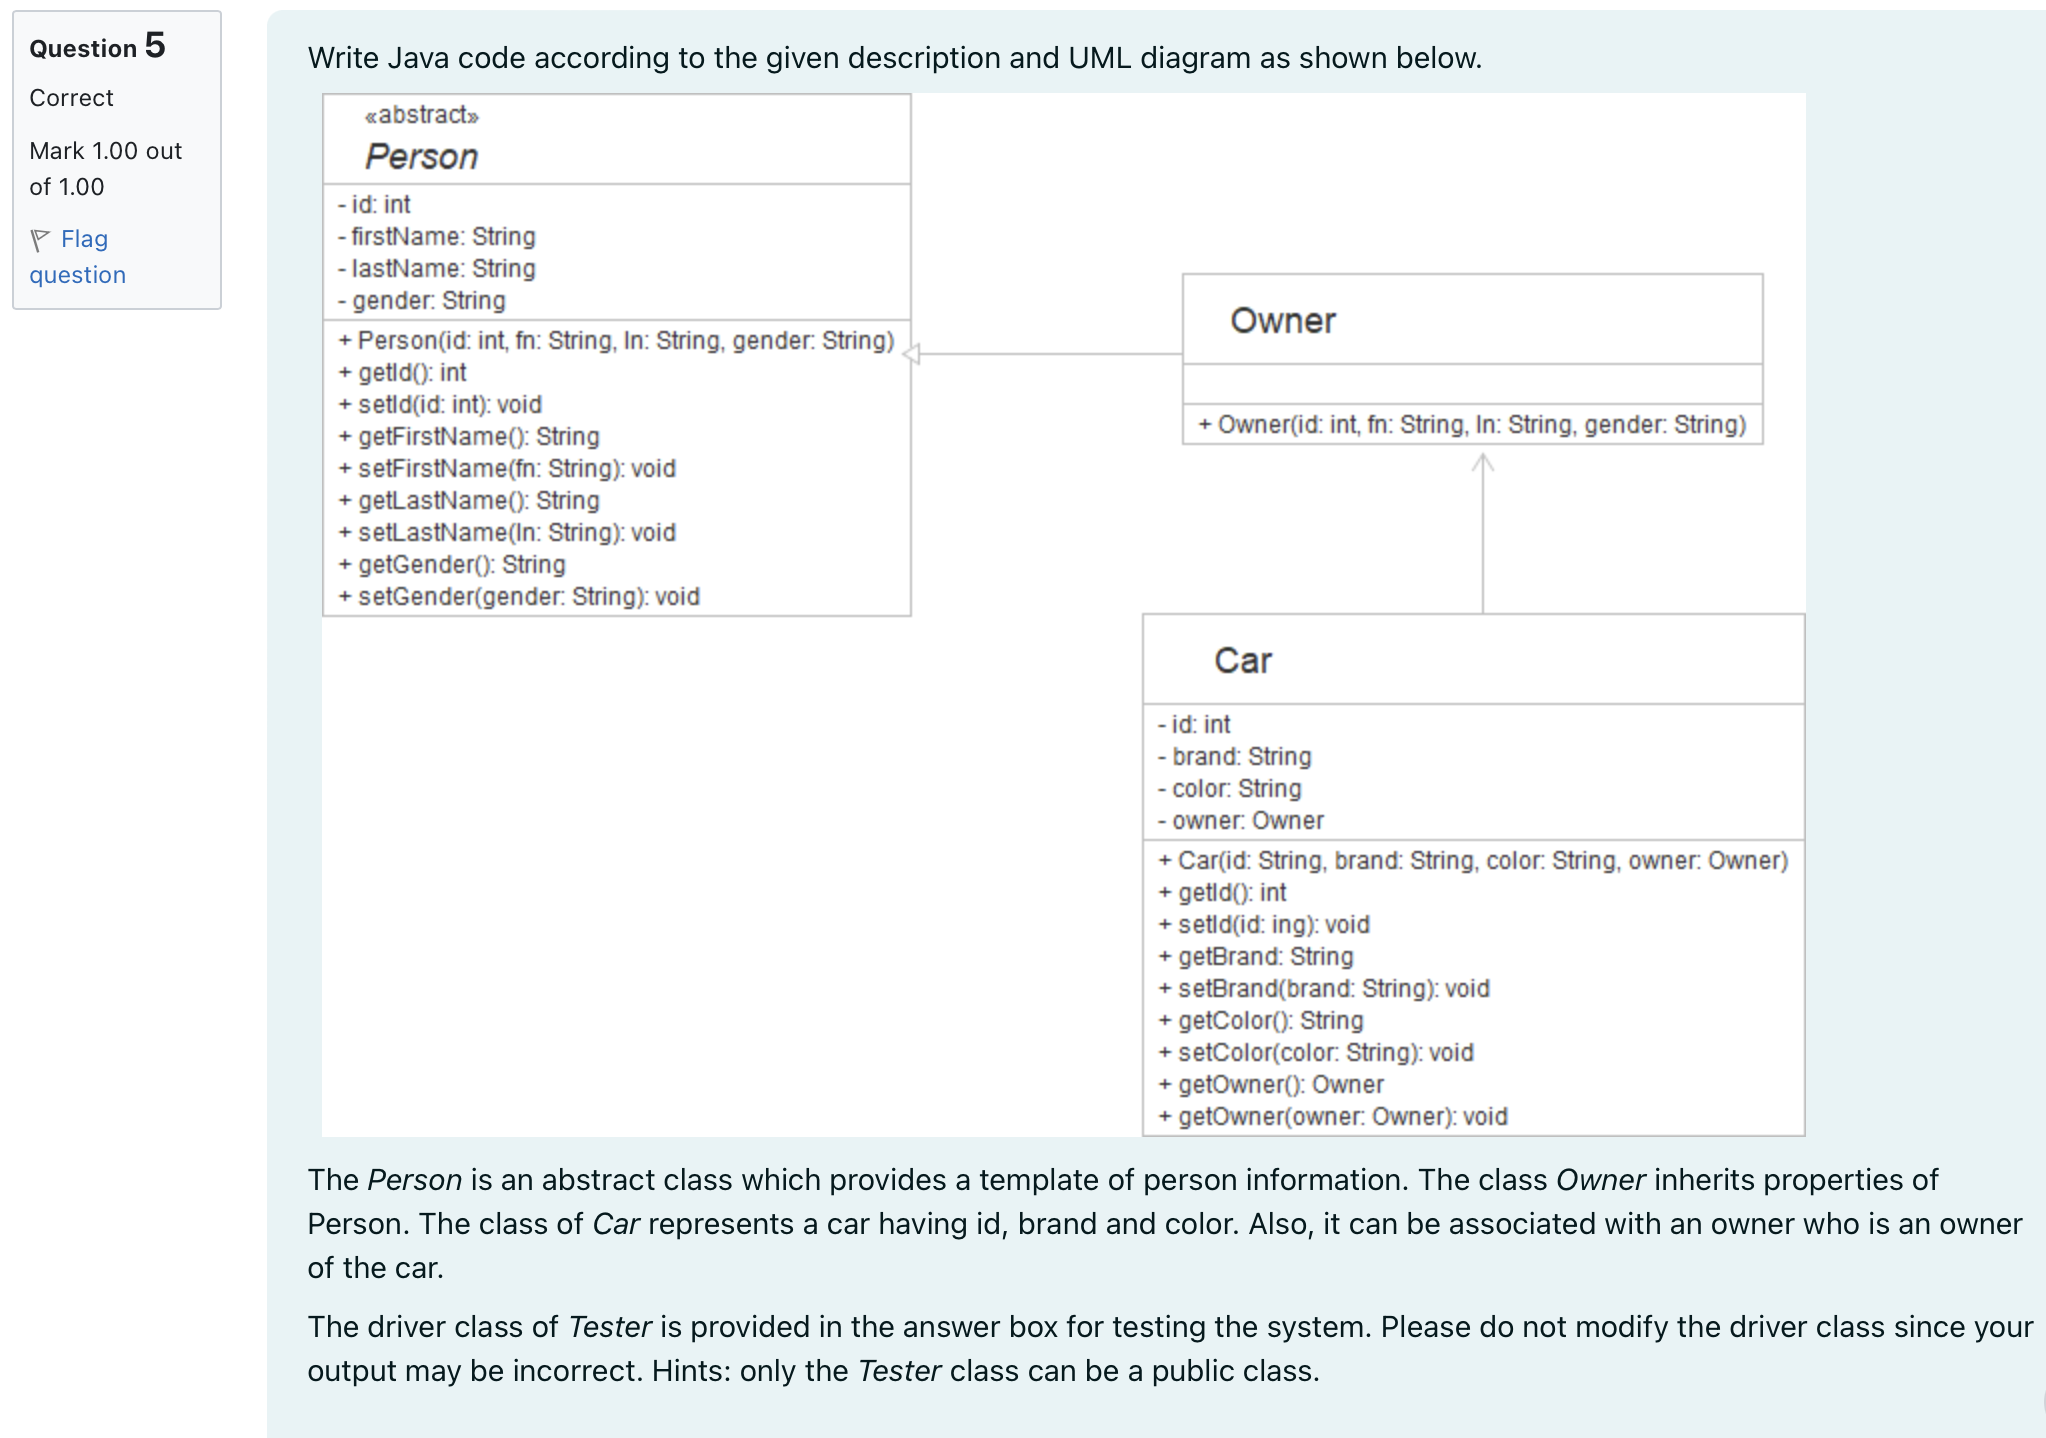 Question 5
Correct
Mark 1.00 out
of 1.00
Flag
question
Write Java code according to the given description and UML diagram as shown below.
«abstract»
Person
- id: int
- firstName: String
- lastName: String
- gender: String
+ Person(id: int, fn: String, ln: String, gender: String)
+ getId(): int
+ setId(id: int): void
+ getFirstName(): String
+ setFirstName(fn: String): void
+ getLastName(): String
+ setLastName(ln: String): void
+ getGender(): String
+ setGender(gender: String): void
Owner
+ Owner(id: int, fn: String, ln: String, gender: String)
Car
- id: int
- brand: String
- color: String
- owner: Owner
+ Car(id: String, brand: String, color: String, owner: Owner)
+ getId(): int
+ setId(id: ing): void
+ getBrand: String
+ setBrand(brand: String): void
+ getColor(): String
+ setColor(color: String): void
+ getOwner(): Owner
+ getOwner(owner: Owner): void
The Person is an abstract class which provides a template of person information. The class Owner inherits properties of
Person. The class of Car represents a car having id, brand and color. Also, it can be associated with an owner who is an owner
of the car.
The driver class of Tester is provided in the answer box for testing the system. Please do not modify the driver class since your
output may be incorrect. Hints: only the Tester class can be a public class.